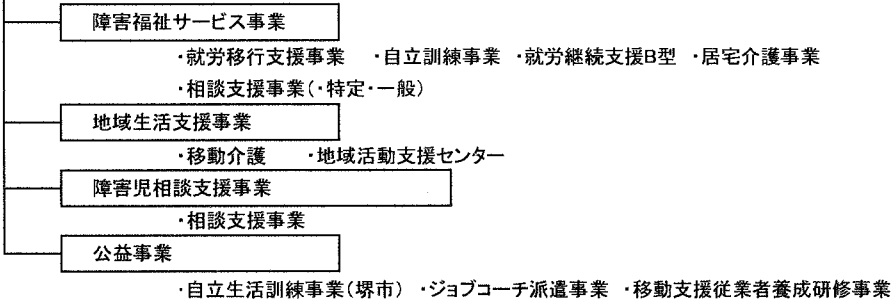 障害福祉サービス事業
・就労移行支援事業　・自立訓練事業　・就労継続支援B型　・居宅介護事業
・相談支援事業（・特定・一般）
地域生活支援事業
・移動介護　・地域活動支援センター
障害児相談支援事業
・相談支援事業
公益事業
・自立生活訓練事業（堺市）　・ジョブコーチ派遣事業　・移動支援従業者養成研修事業